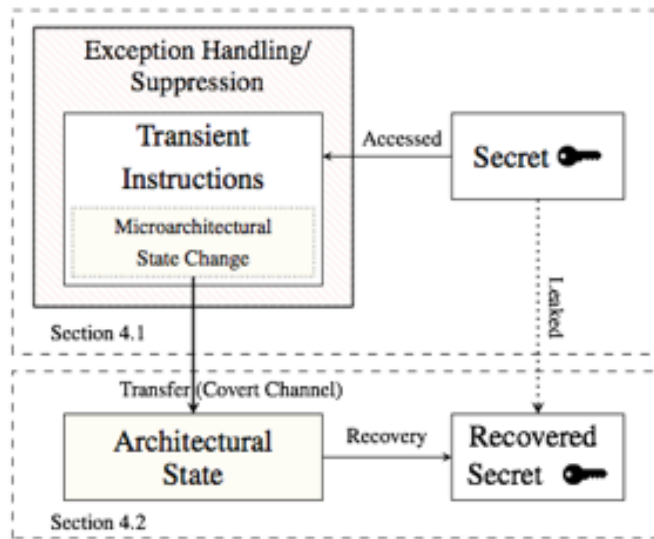 Exception Handling/
Suppression
Transient
Instructions
Accessed
Secret
Microarchitectural
State Change
Leaked
Section 4.1
Transfer (Covert Channel)
Architectural
State
Recovery
Recovered
Secret
Section 4.2